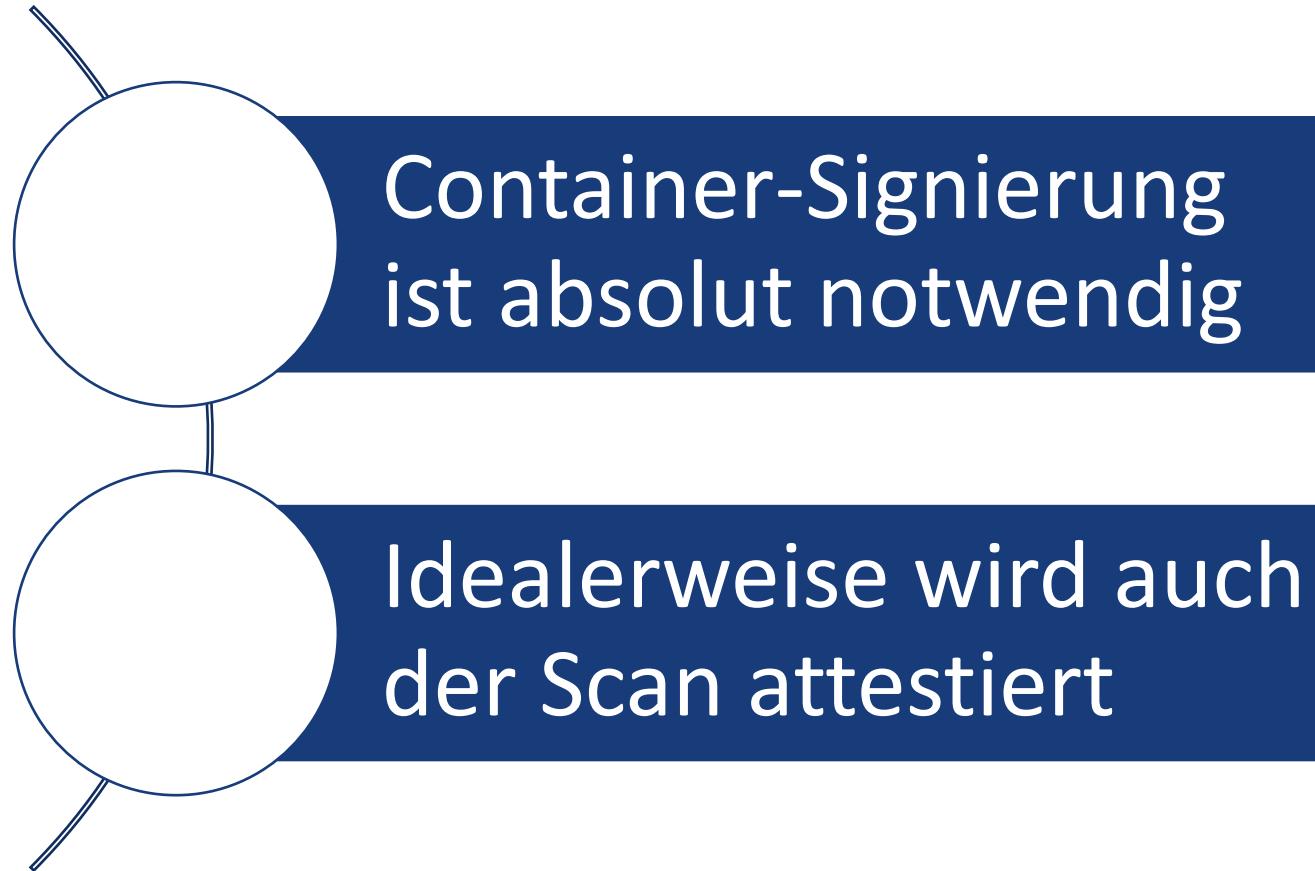 Container-Signierung
ist absolut notwendig
Idealerweise wird auch
der Scan attestiert